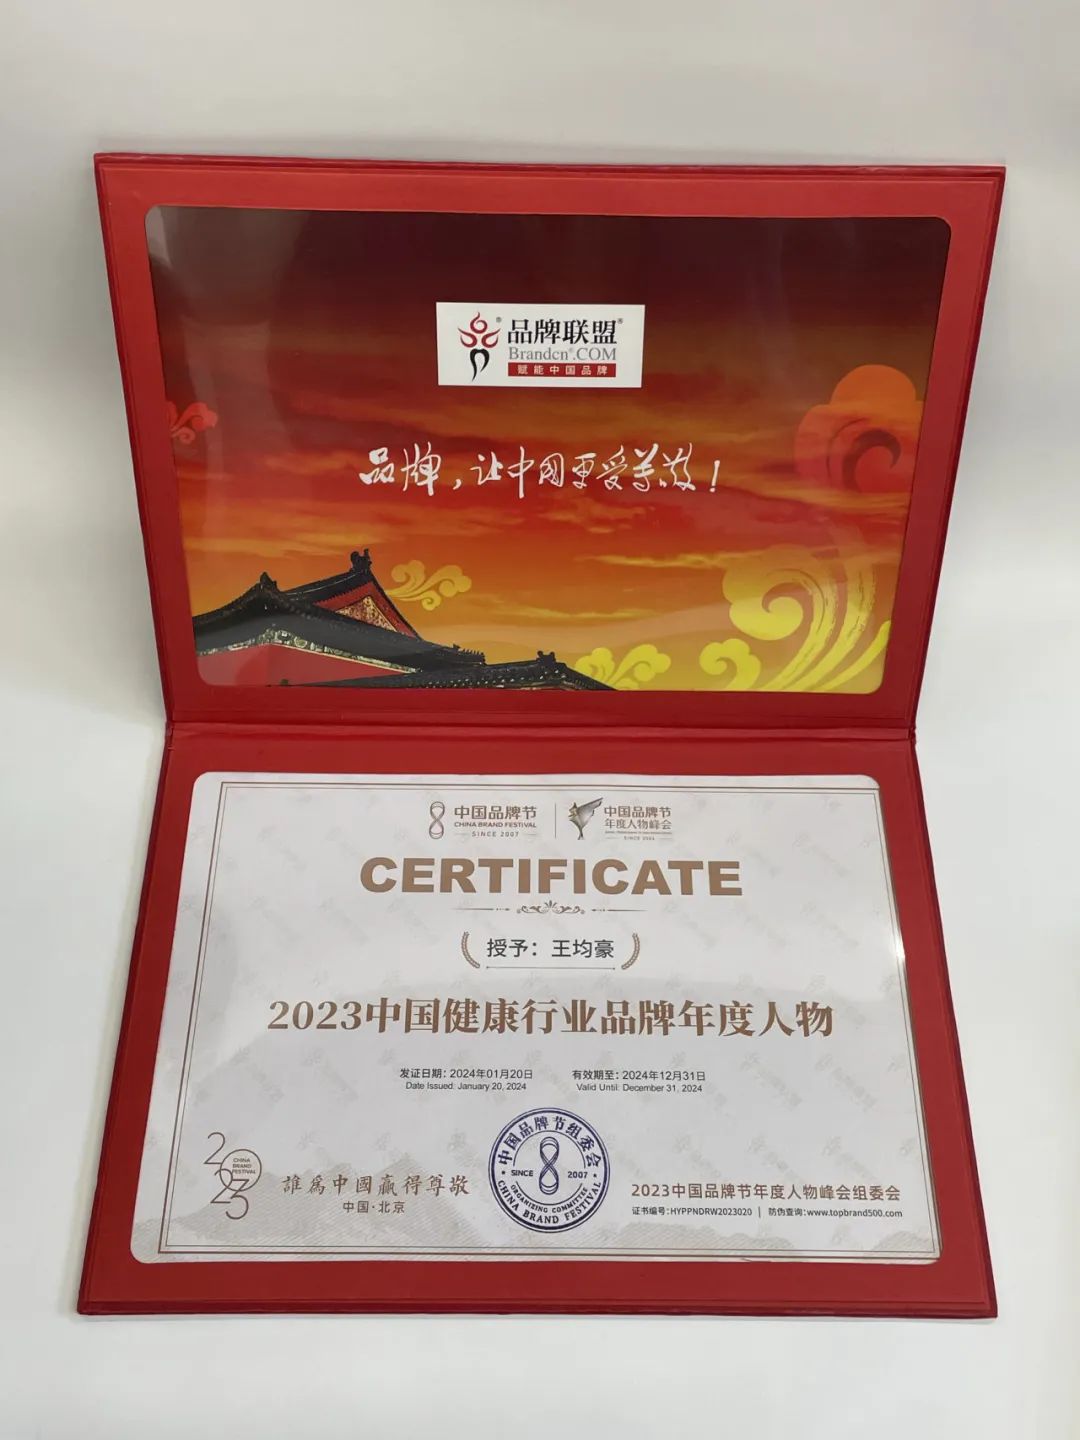 品牌联盟®
Brandcn®.COM
赋能中国品牌
品牌,让中国更受尊敬!
中国品牌节
CHINA BRAND FESTIVAL
SINCE 2007
中国品牌节
年度人物峰会
CERTIFICATE
授予:王均豪
2023中国健康行业品牌年度人物
发证日期:2024年01月20日
Date Issued: January 20, 2024
有效期至:2024年12月31日
Valid Until: December 31, 2024
2023
CHINA
BRAND
FESTIVAL
誰為中國贏得尊敬
中国·北京
中国品牌节组委会
SINCE 2007
ORGANIZING COMMITTEE
CHINA BRAND FESTIVAL
2023中国品牌节年度人物峰会组委会
证书编号:HYPPNDRW2023020 | 防伪查询:www.topbrand500.com